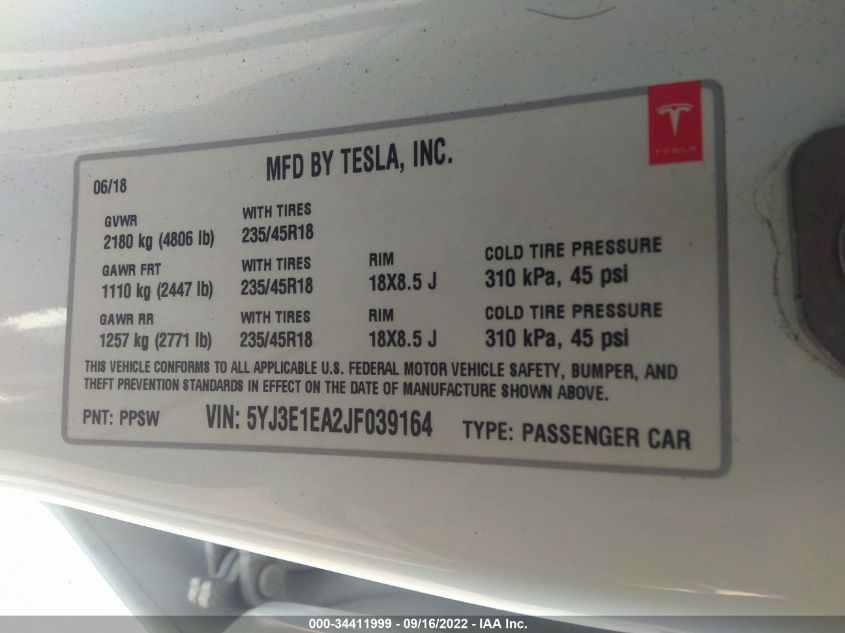 MFD BY TESLA, INC.
TESLA
06/18
GVWR WITH TIRES
2180 kg (4806 lb) 235/45R18
GAWR FRT WITH TIRES RIM COLD TIRE PRESSURE
1110 kg (2447 lb) 235/45R18 18X8.5 J 310 kPa, 45 psi
GAWR RR WITH TIRES RIM COLD TIRE PRESSURE
1257 kg (2771 lb) 235/45R18 18X8.5 J 310 kPa, 45 psi
THIS VEHICLE CONFORMS TO ALL APPLICABLE U.S. FEDERAL MOTOR VEHICLE SAFETY, BUMPER, AND
THEFT PREVENTION STANDARDS IN EFFECT ON THE DATE OF MANUFACTURE SHOWN ABOVE.
PNT: PPSW VIN: 5YJ3E1EA2JF039164 TYPE: PASSENGER CAR
000-34411999 - 09/16/2022 - IAA Inc.